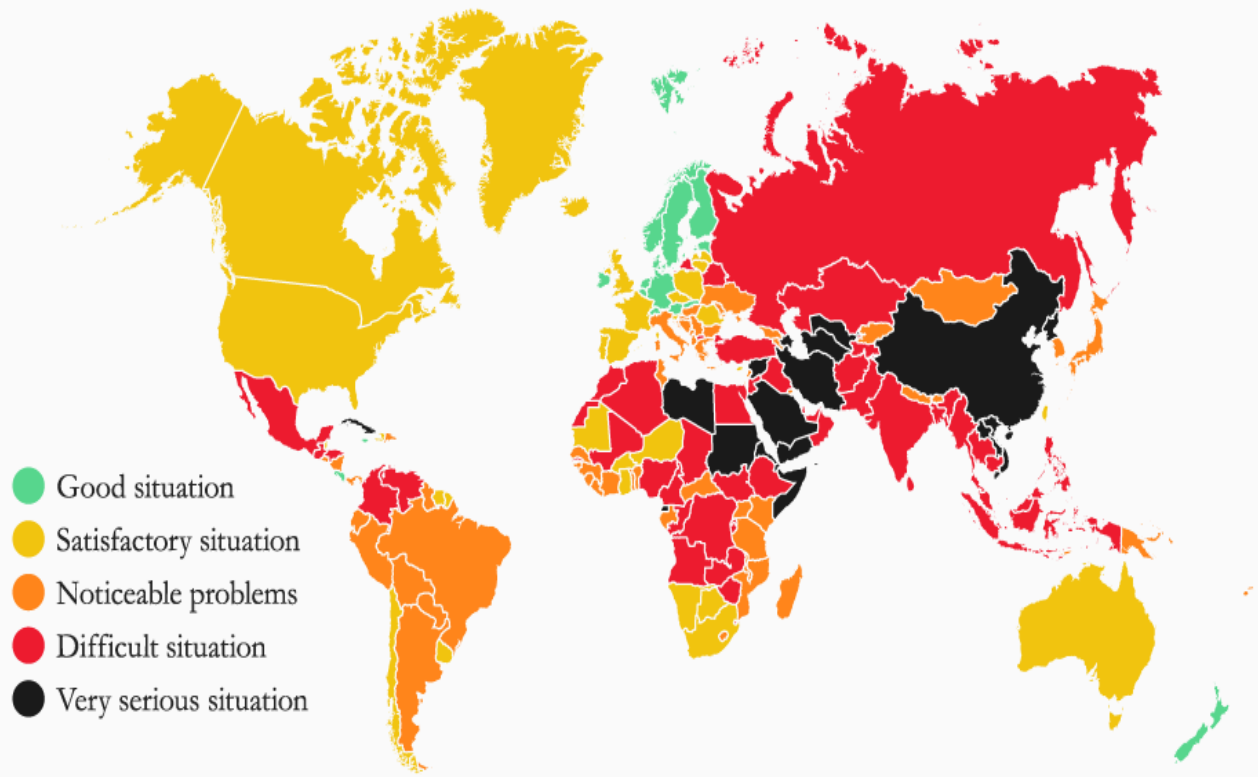 Good situation
Satisfactory situation
Noticeable problems
Difficult situation
Very serious situation